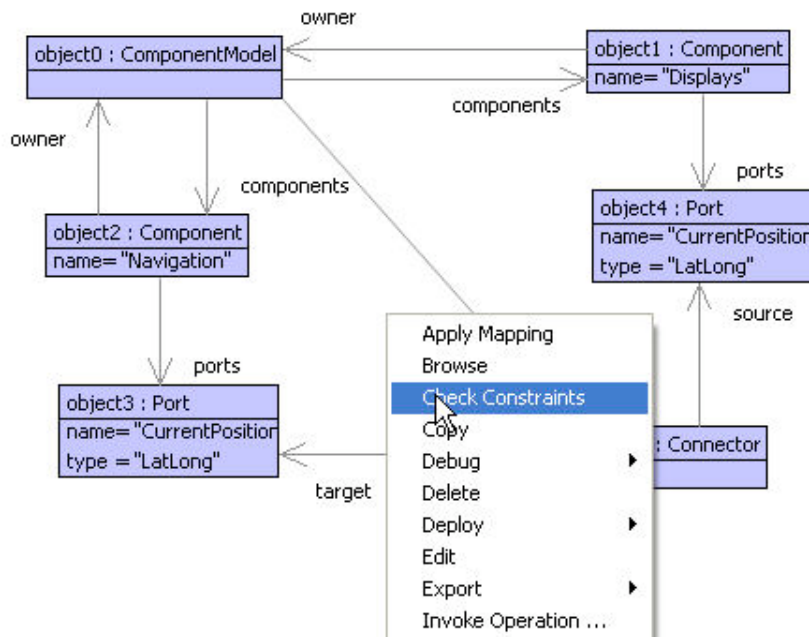 owner
object0 : ComponentModel
object1 : Component
name= "Displays"
components
owner
components
ports
object2 : Component
name= "Navigation"
object4 : Port
name= "CurrentPosition
type = "LatLong"
source
ports
object3 : Port
name= "CurrentPosition
type = "LatLong"
target
: Connector
Apply Mapping
Browse
Check Constraints
Copy
Debug
Delete
Deploy
Edit
Export
Invoke Operation ...